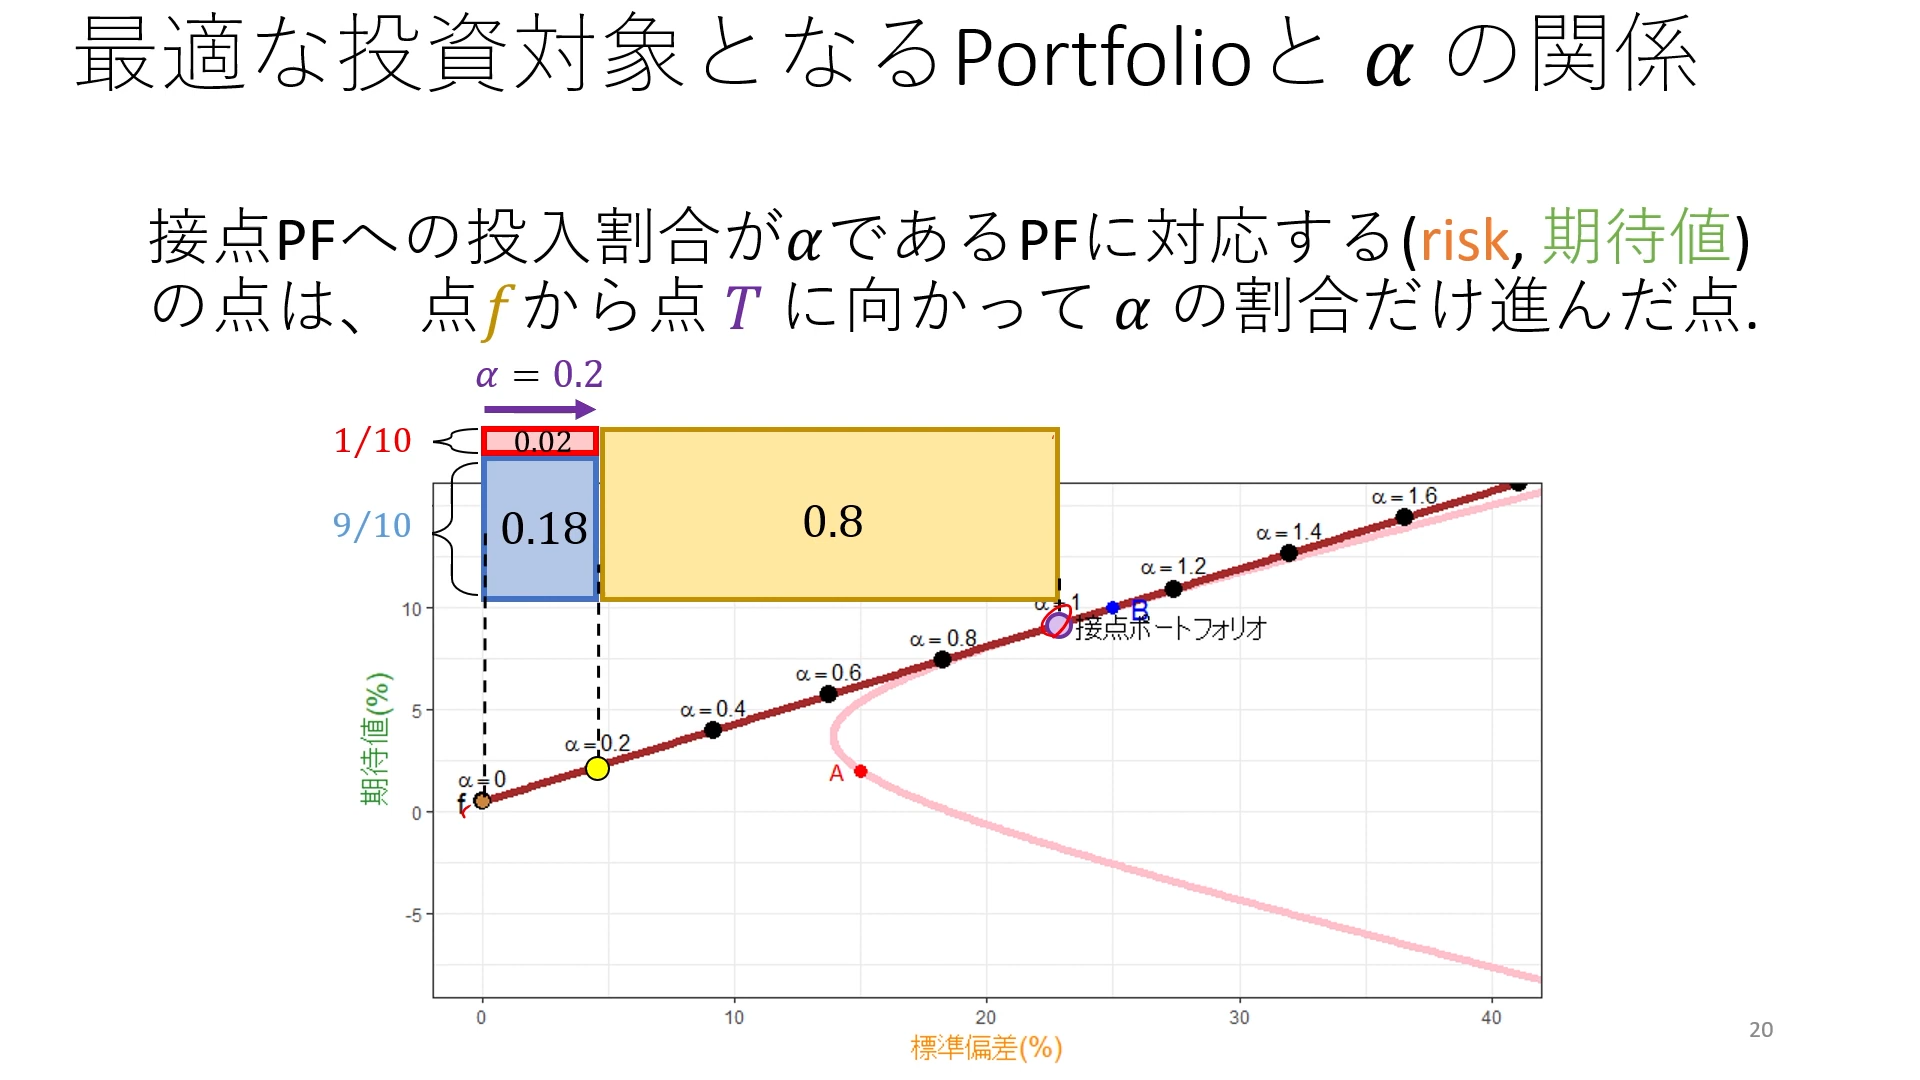 最適な投資対象となるPortfolioと α の関係
接点PFへの投入割合がαであるPFに対応する(risk, 期待値)
の点は、 点f から点 T に向かって α の割合だけ進んだ点.
α = 0.2
1/10
0.02
9/10
0.18
0.8
α = 1.6
α = 1.4
α = 1.2
α = 1
B
接点ポートフォリオ
α = 0.8
α = 0.6
α = 0.4
α = 0.2
α = 0
f
A
10
5
0
-5
期待値(%)
0
10
20
30
40
標準偏差(%)
20